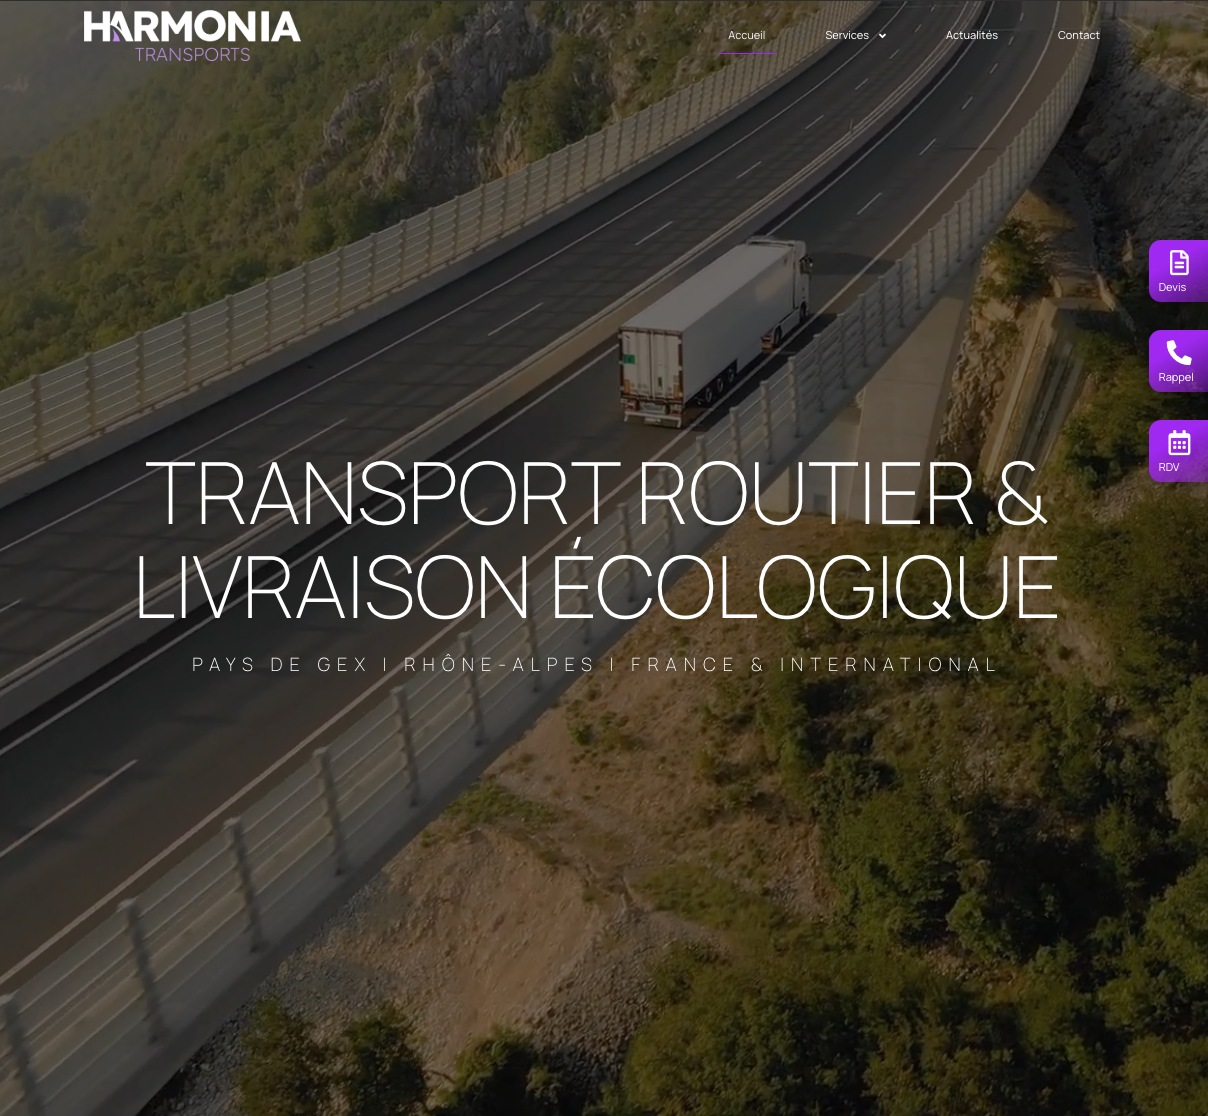 HARMONIA
TRANSPORTS
Accueil
Services
Actualités
Contact
Devis
Rappel
RDV
TRANSPORT ROUTIER &
LIVRAISON ÉCOLOGIQUE
PAYS DE GEX | RHÔNE-ALPES | FRANCE & INTERNATIONAL